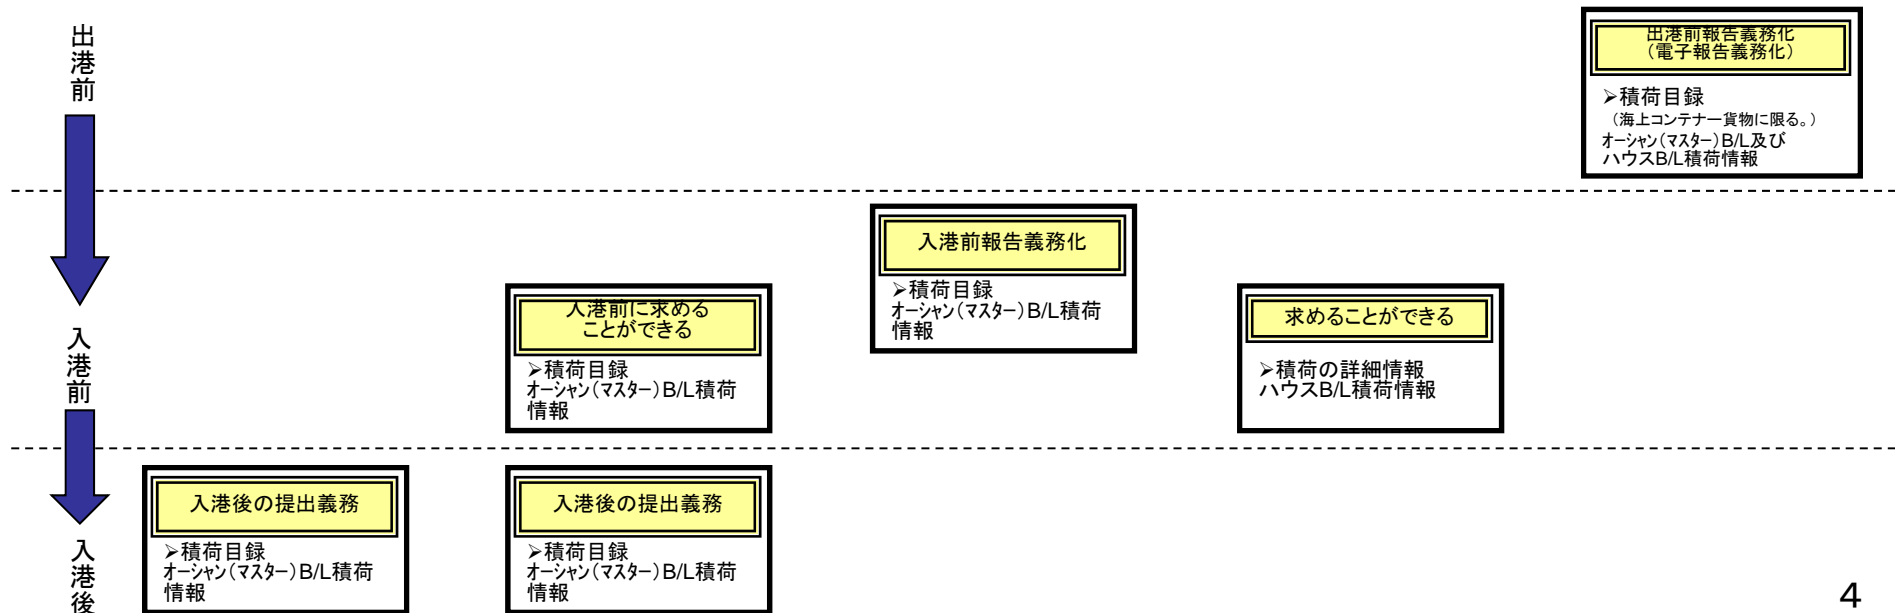 出港前
出港前報告義務化
（電子報告義務化）
➢積荷目録
（海上コンテナー貨物に限る。）
オーシャン（マスター）B/L及び
ハウスB/L積荷情報
入港前
入港前に求める
ことができる
➢積荷目録
オーシャン（マスター）B/L積荷
情報
入港前報告義務化
➢積荷目録
オーシャン（マスター）B/L積荷
情報
求めることができる
➢積荷の詳細情報
ハウスB/L積荷情報
入港後
入港後の提出義務
➢積荷目録
オーシャン（マスター）B/L積荷
情報
入港後の提出義務
➢積荷目録
オーシャン（マスター）B/L積荷
情報
4